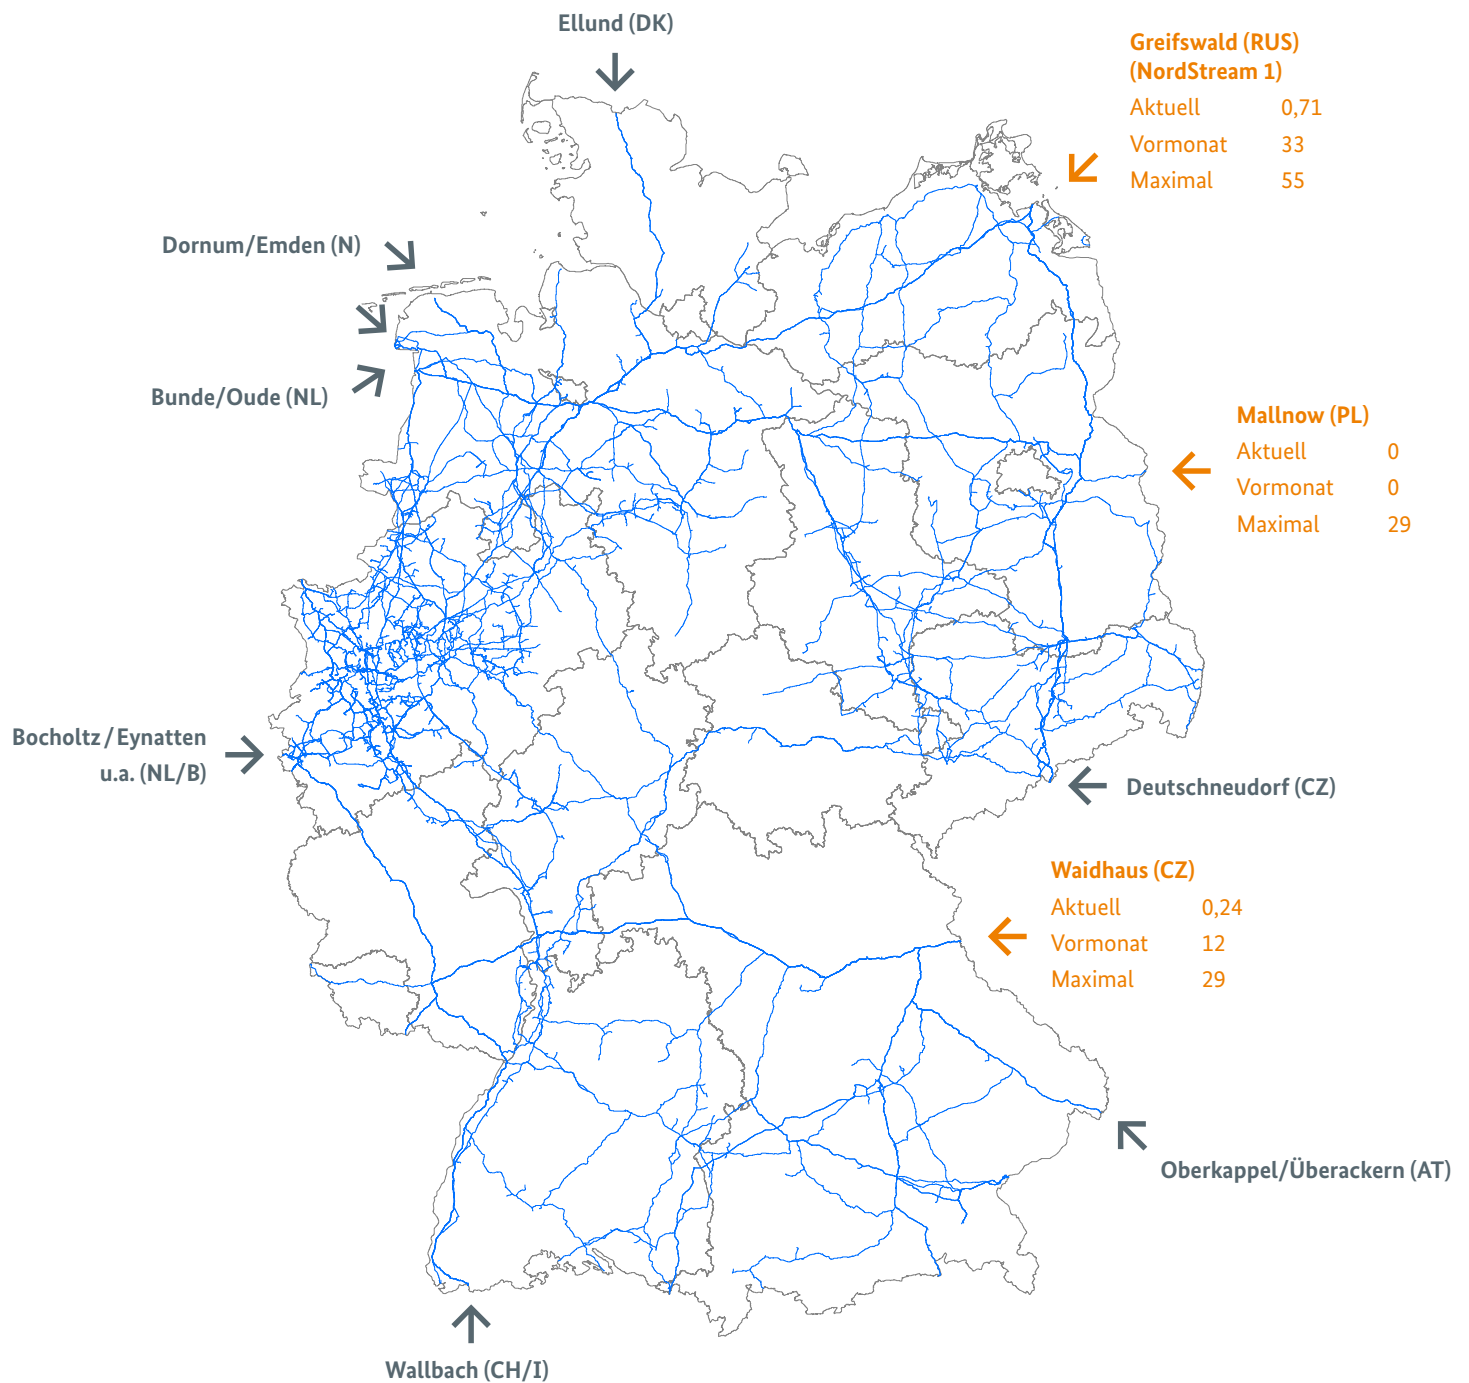 Ellund (DK)
Greifswald (RUS)
(NordStream 1)
Aktuell 0,71
Vormonat 33
Maximal 55
Dornum/Emden (N)
Bunde/Oude (NL)
Mallnow (PL)
Aktuell 0
Vormonat 0
Maximal 29
Bocholtz / Eynatten
u.a. (NL/B)
Deutschneudorf (CZ)
Waidhaus (CZ)
Aktuell 0,24
Vormonat 12
Maximal 29
Oberkappel/Überackern (AT)
Wallbach (CH/I)